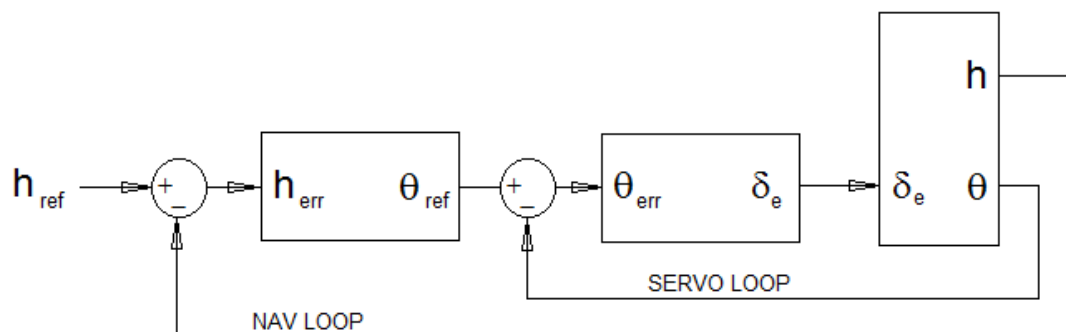 h
h ref
+
−
h err
θ ref
+
−
θ err
δ e
δ e
θ
SERVO LOOP
NAV LOOP